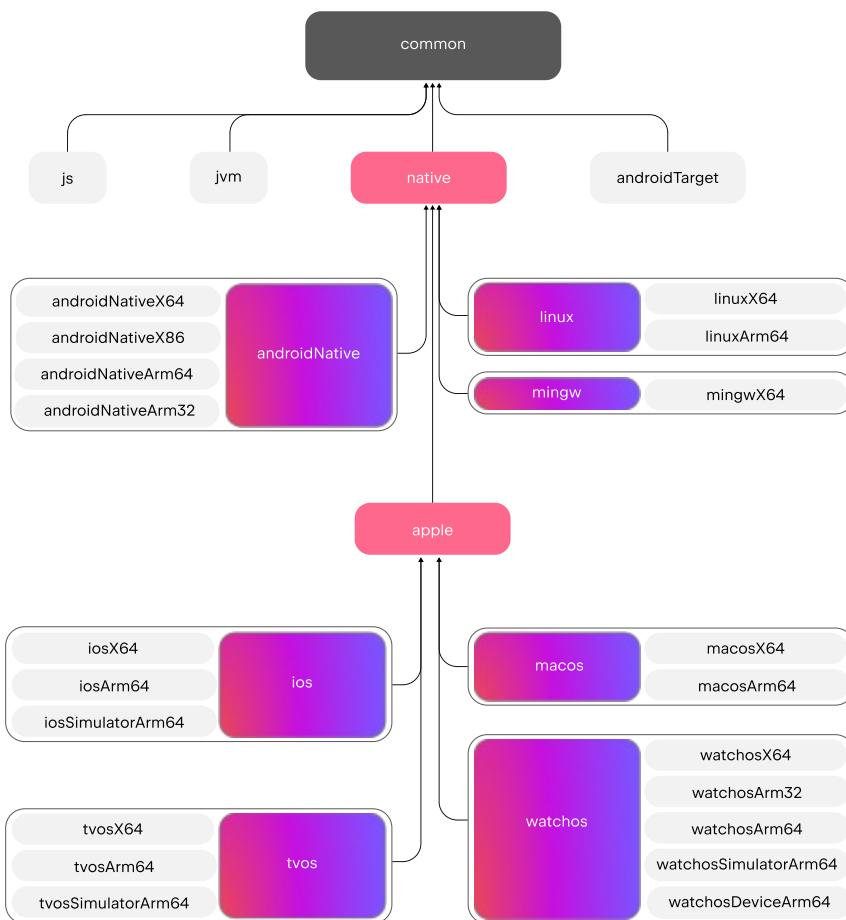 common
js
jvm
native
androidTarget
androidNativeX64
androidNativeX86
androidNativeArm64
androidNativeArm32
androidNative
linux
linuxX64
linuxArm64
mingw
mingwX64
apple
iosX64
iosArm64
iosSimulatorArm64
ios
macos
macosX64
macosArm64
tvosX64
tvosArm64
tvosSimulatorArm64
tvos
watchos
watchosX64
watchosArm32
watchosArm64
watchosSimulatorArm64
watchosDeviceArm64